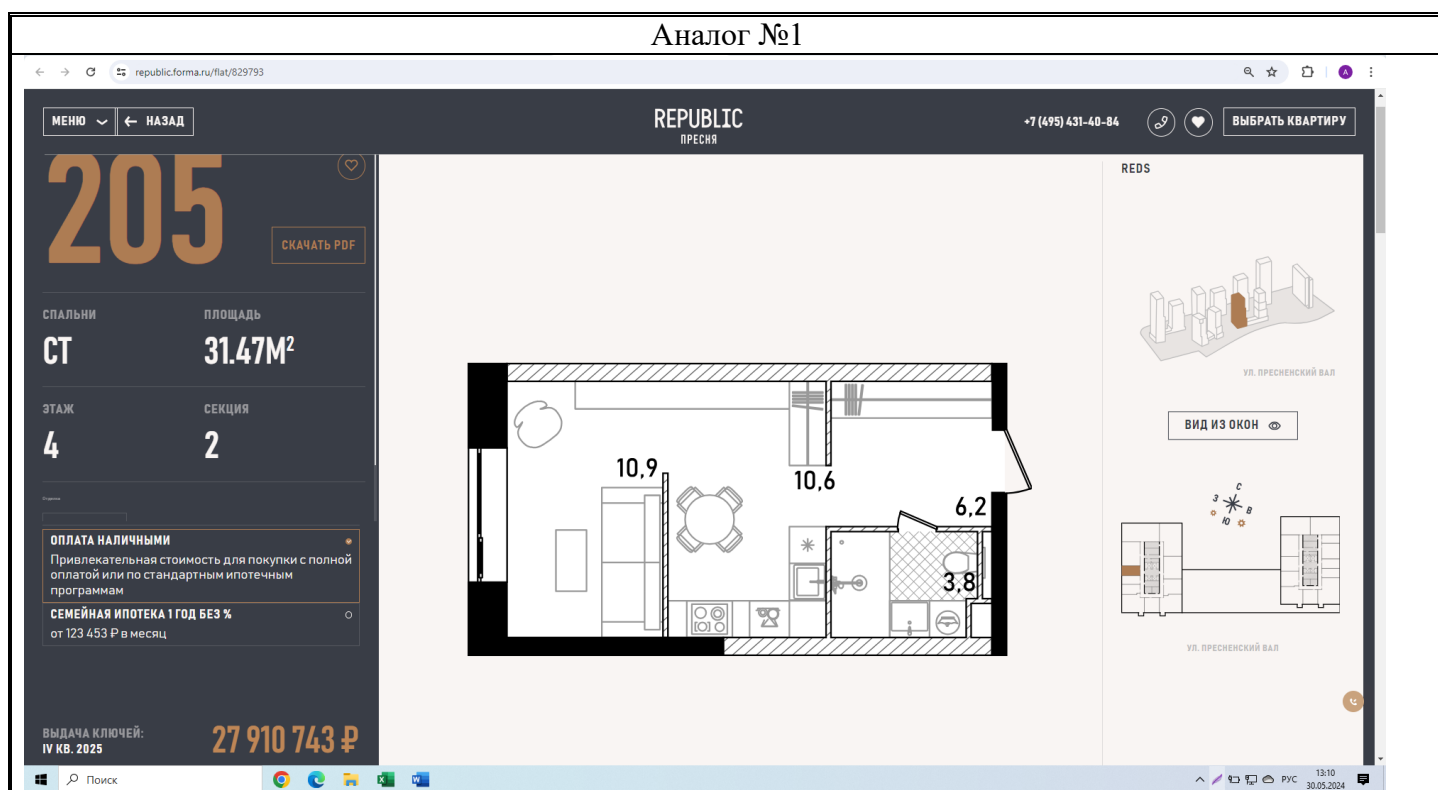 Аналог №1
republic.forma.ru/flat/829793
МЕНЮ
← НАЗАД
REPUBLIC
ПРЕСНЯ
+7 (495) 431-40-84
ВЫБРАТЬ КВАРТИРУ
205
СКАЧАТЬ PDF
СПАЛЬНИ
ПЛОЩАДЬ
СТ
31.47М²
ЭТАЖ
СЕКЦИЯ
4
2
ОПЛАТА НАЛИЧНЫМИ
Привлекательная стоимость для покупки с полной
оплатой или по стандартным ипотечным
программам
СЕМЕЙНАЯ ИПОТЕКА 1 ГОД БЕЗ %
от 123 453 ₽ в месяц
ВЫДАЧА КЛЮЧЕЙ:
IV КВ. 2025
27 910 743 ₽
10,9
10,6
6,2
3,8
REDS
УЛ. ПРЕСНЕНСКИЙ ВАЛ
ВИД ИЗ ОКОН
С
З
В
Ю
УЛ. ПРЕСНЕНСКИЙ ВАЛ
Поиск
РУС
13:10
30.05.2024